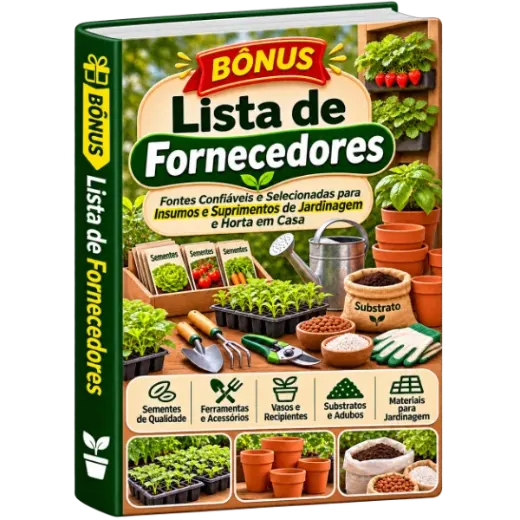 BÔNUS
Lista de
Fornecedores
Fontes Confiáveis e Selecionadas para
Insumos e Suprimentos de Jardinagem
e Horta em Casa
Sementes
Sementes
Sementes
Substrato
Sementes
de Qualidade
Ferramentas
e Acessórios
Vasos e
Recipientes
Substratos
e Adubos
Materiais
para
Jardinagem
BÔNUS
Lista de Fornecedores